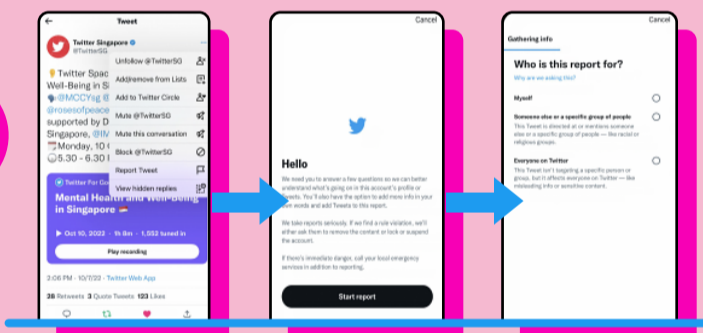 Tweet
Twitter Singapore
@TwitterSG
Twitter Spac
Well-Being in Si
@MCCYsg @
@rosesofpeace
supported by D
Singapore, @IM
Monday, 10 O
5.30 - 6.30
Unfollow @TwitterSG
Add/remove from Lists
Add to Twitter Circle
Mute @TwitterSG
Mute this conversation
Block @TwitterSG
Report Tweet
View hidden replies
Twitter For Go
Mental Health and Well-Being
in Singapore
Oct 10, 2022 · 1h 8m · 1,552 tuned in
Play recording
2:06 PM · 10/7/22 · Twitter Web App
38 Retweets 3 Quote Tweets 123 Likes
Cancel
Hello
We need you to answer a few questions so we can better
understand what's going on in this account's profile or
Tweets. You'll also have the option to add more info in your
own words and add Tweets to this report.
We take reports seriously. If we find a rule violation, we'll
either ask them to remove the content or lock or suspend
the account.
If there's immediate danger, call your local emergency
services in addition to reporting.
Start report
Cancel
Gathering info
Who is this report for?
Why are we asking this?
Myself
Someone else or a specific group of people
This Tweet is directed at or mentions someone
else or a specific group of people — like racial or
religious groups.
Everyone on Twitter
This Tweet isn't targeting a specific person or
group, but it affects everyone on Twitter — like
misleading info or sensitive content.